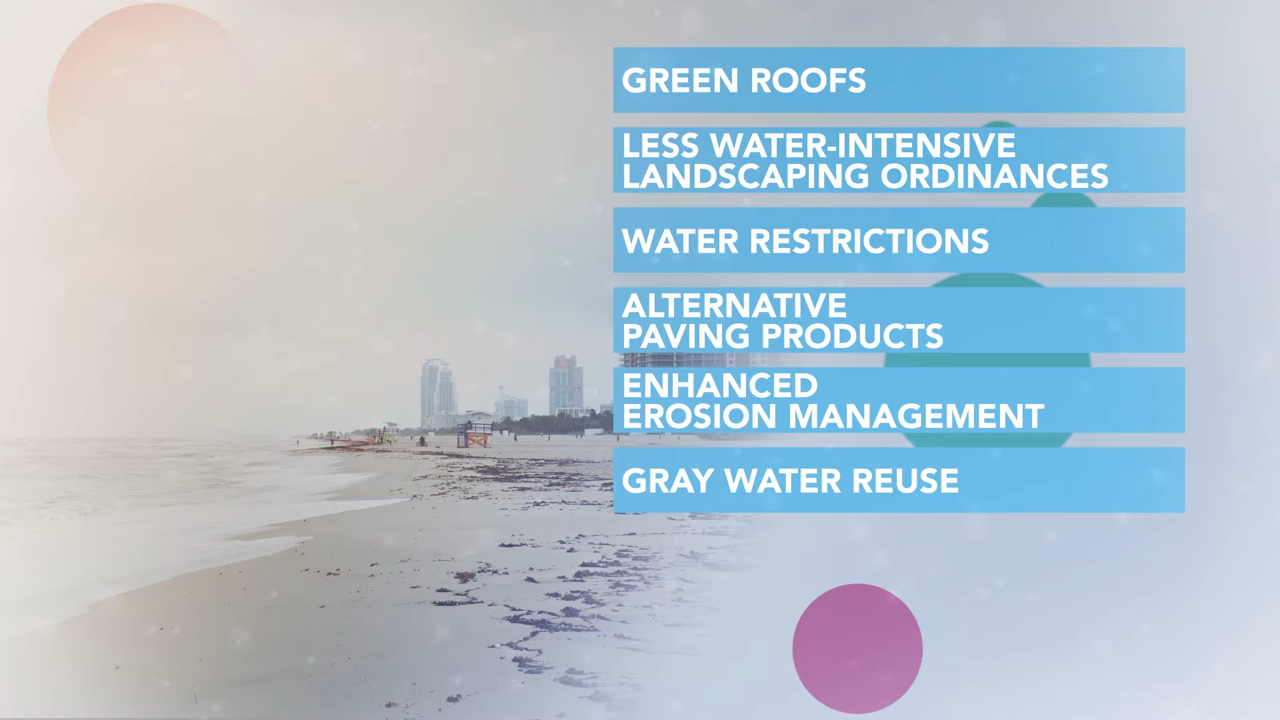 GREEN ROOFS
LESS WATER-INTENSIVE
LANDSCAPING ORDINANCES
WATER RESTRICTIONS
ALTERNATIVE
PAVING PRODUCTS
ENHANCED
EROSION MANAGEMENT
GRAY WATER REUSE